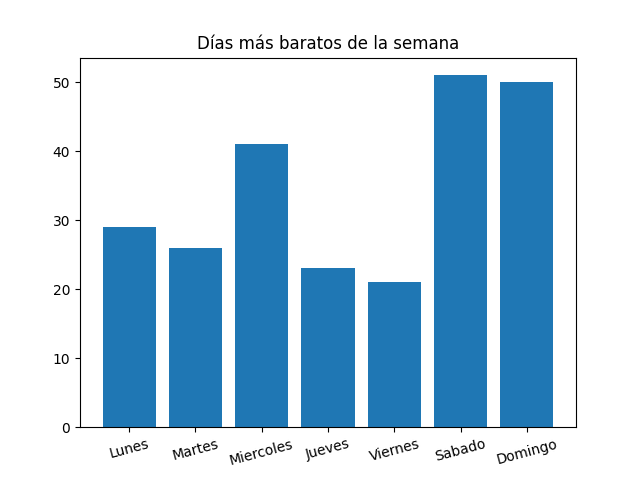 Días más baratos de la semana
50
40
30
20
10
0
Lunes
Martes
Miercoles
Jueves
Viernes
Sabado
Domingo